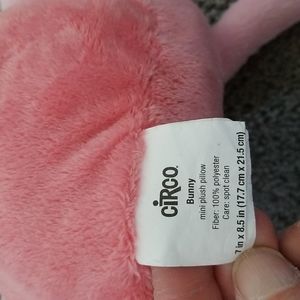 CIRCO
Bunny
mini plush pillow
Fiber: 100% polyester
Care: spot clean
7 in x 8.5 in (17.7 cm x 21.5 cm)